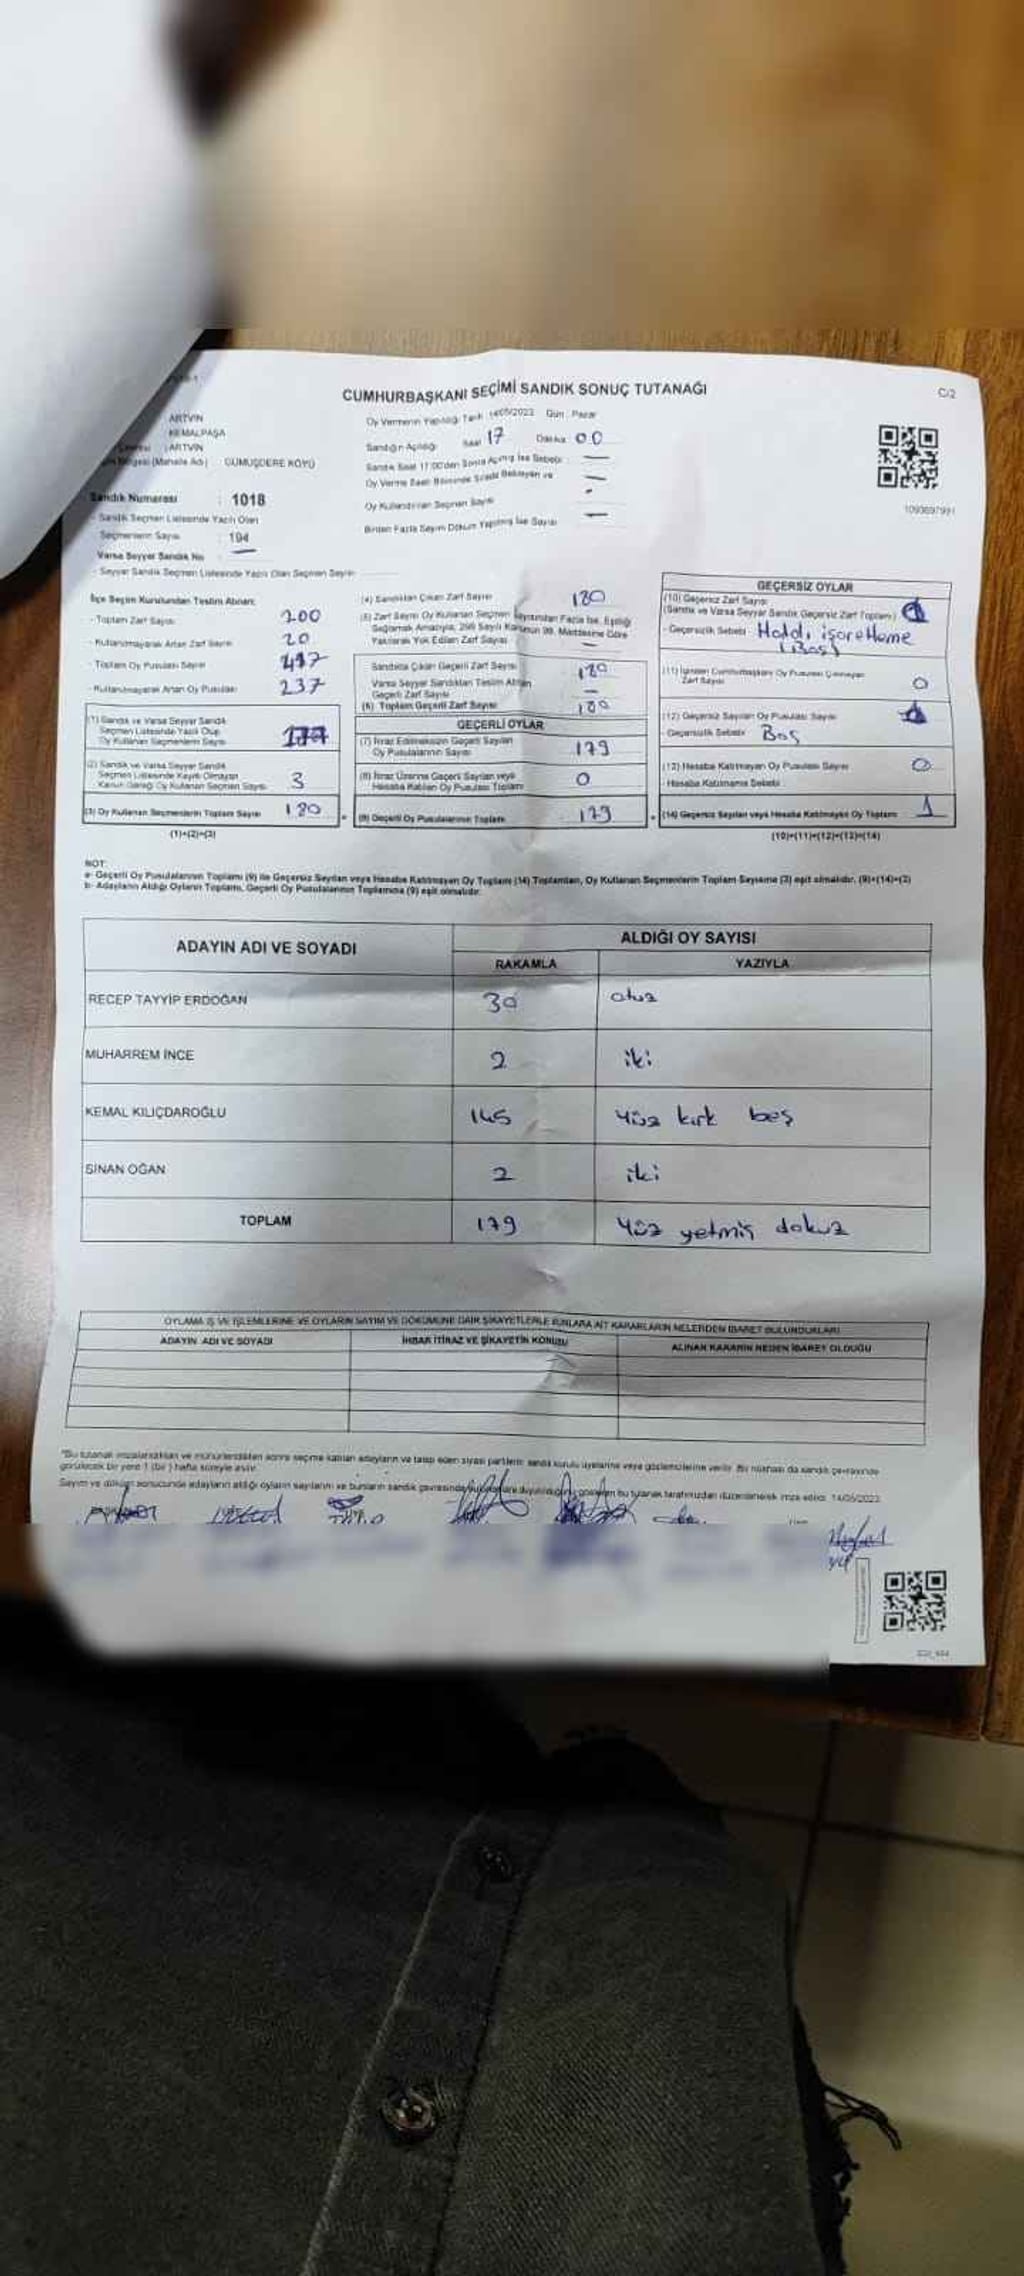 CUMHURBAŞKANI SEÇİMİ SANDIK SONUÇ TUTANAĞI
C/2
ARTVİN
KEMALPAŞA
ARTVİN
(Mahalle Adı) : GÜMÜŞDERE KÖYÜ
Sandık Numarası : 1018
- Sandık Seçmen Listesinde Yazılı Olan
Seçmenlerin Sayısı : 194
Varsa Seyyar Sandık No : —
- Seyyar Sandık Seçmen Listesinde Yazılı Olan Seçmen Sayısı
Oy Vermenin Yapıldığı Tarih : 14/05/2023 Gün : Pazar
Sandığın Açıldığı Saat 17 Dakika 00
Sandık Saat 17:00'den Sonra Açılmış İse Sebebi : —
Oy Verme Saati Bitiminde Sırada Bekleyen ve
Oy Kullandırılan Seçmen Sayısı
Birden Fazla Sayım Döküm Yapılmış İse Sayısı —
1093697991
İlçe Seçim Kurulundan Teslim Alınan:
- Toplam Zarf Sayısı 200
- Kullanılmayarak Artan Zarf Sayısı 20
- Toplam Oy Pusulası Sayısı
- Kullanılmayarak Artan Oy Pusulası 237
(1) Sandık ve Varsa Seyyar Sandık
Seçmen Listesinde Yazılı Olup
Oy Kullanan Seçmenlerin Sayısı 177
(2) Sandık ve Varsa Seyyar Sandık
Seçmen Listesinde Kayıtlı Olmayan
Kanun Gereği Oy Kullanan Seçmen Sayısı 3
(3) Oy Kullanan Seçmenlerin Toplam Sayısı 180
(1)+(2)=(3)
(4) Sandıktan Çıkan Zarf Sayısı 180
(5) Zarf Sayısı Oy Kullanan Seçmen Sayısından Fazla İse, Eşitliği
Sağlamak Amacıyla, 298 Sayılı Kanunun 98. Maddesine Göre
Yakılarak Yok Edilen Zarf Sayısı —
Sandıkta Çıkan Geçerli Zarf Sayısı 180
Varsa Seyyar Sandıktan Teslim Alınan
Geçerli Zarf Sayısı —
(6) Toplam Geçerli Zarf Sayısı 180
GEÇERLİ OYLAR
(7) İtiraz Edilmeksizin Geçerli Sayılan
Oy Pusulalarının Sayısı 179
(8) İtiraz Üzerine Geçerli Sayılan veya
Hesaba Katılan Oy Pusulası Toplamı 0
(9) Geçerli Oy Pusulalarının Toplamı 179
GEÇERSİZ OYLAR
(10) Geçersiz Zarf Sayısı
(Sandık ve Varsa Seyyar Sandık Geçersiz Zarf Toplamı)
- Geçersizlik Sebebi : Hatalı işaretleme
(Boş)
(11) İçinden Cumhurbaşkanı Oy Pusulası Çıkmayan
Zarf Sayısı 0
(12) Geçersiz Sayılan Oy Pusulası Sayısı
- Geçersizlik Sebebi : Boş
(13) Hesaba Katılmayan Oy Pusulası Sayısı 0
- Hesaba Katılmama Sebebi
(14) Geçersiz Sayılan veya Hesaba Katılmayan Oy Toplamı 1
(10)+(11)+(12)+(13)=(14)
NOT:
a- Geçerli Oy Pusulalarının Toplamı (9) ile Geçersiz Sayılan veya Hesaba Katılmayan Oy Toplamı (14) Toplamları, Oy Kullanan Seçmenlerin Toplam Sayısına (3) eşit olmalıdır. (9)+(14)=(3)
b- Adayların Aldığı Oyların Toplamı, Geçerli Oy Pusulalarının Toplamına (9) eşit olmalıdır.
ADAYIN ADI VE SOYADI ALDIĞI OY SAYISI
RAKAMLA YAZIYLA
RECEP TAYYİP ERDOĞAN 30 otuz
MUHARREM İNCE 2 iki
KEMAL KILIÇDAROĞLU 145 yüz kırk beş
SİNAN OĞAN 2 iki
TOPLAM 179 yüz yetmiş dokuz
OYLAMA İŞ VE İŞLEMLERİNE VE OYLARIN SAYIM VE DÖKÜMÜNE DAİR ŞİKAYETLERLE BUNLARA AİT KARARLARIN NELERDEN İBARET BULUNDUKLARI
ADAYIN ADI VE SOYADI İHBAR İTİRAZ VE ŞİKAYETİN KONUSU ALINAN KARARIN NEDEN İBARET OLDUĞU
*Bu tutanak imzalandıktan ve mühürlendikten sonra seçime katılan adayların ve talep eden siyasi partilerin sandık kurulu üyelerine veya gözlemcilerine verilir. Bir nüshası da sandık çevresinde
görülecek bir yere 1 (bir) hafta süreyle asılır.
Sayım ve döküm sonucunda adayların aldığı oyların sayılarını ve bunların sandık çevresinde gösteren bu tutanak tarafımızdan düzenlenerek imza edildi. 14/05/2023